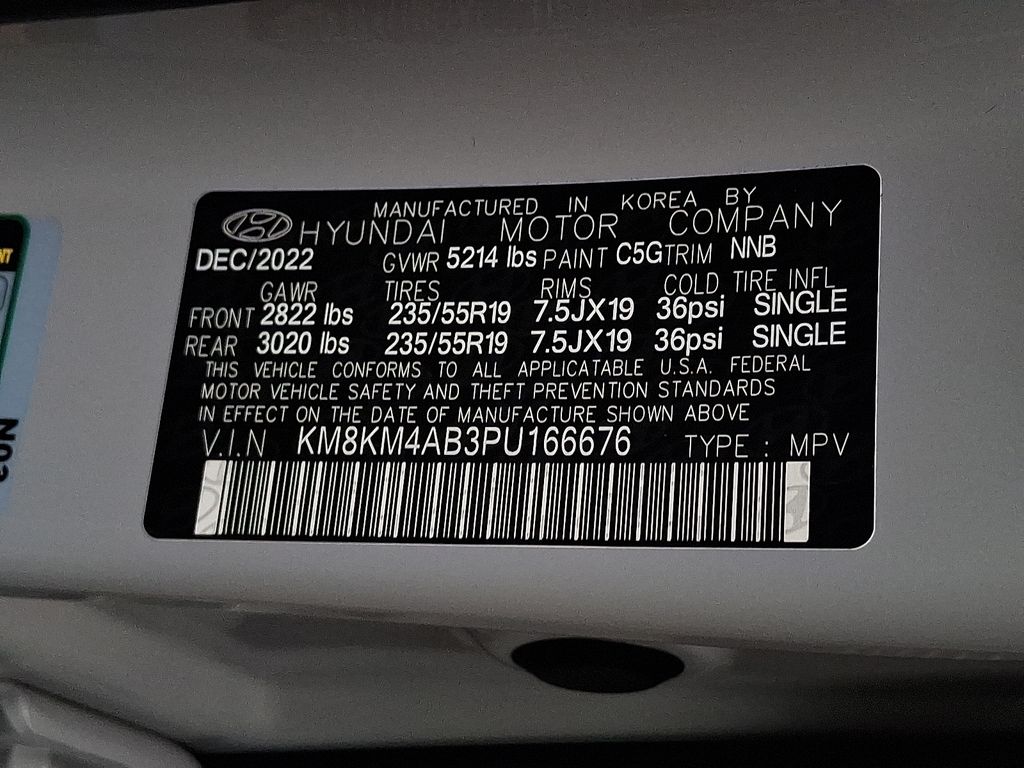 MANUFACTURED IN KOREA BY
HYUNDAI MOTOR COMPANY
DEC/2022 GVWR 5214 lbs PAINT C5G TRIM NNB
GAWR TIRES RIMS COLD TIRE INFL
FRONT 2822 lbs 235/55R19 7.5JX19 36psi SINGLE
REAR 3020 lbs 235/55R19 7.5JX19 36psi SINGLE
THIS VEHICLE CONFORMS TO ALL APPLICATABLE U.S.A. FEDERAL
MOTOR VEHICLE SAFETY AND THEFT PREVENTION STANDARDS
IN EFFECT ON THE DATE OF MANUFACTURE SHOWN ABOVE
V.I.N KM8KM4AB3PU166676 TYPE : MPV